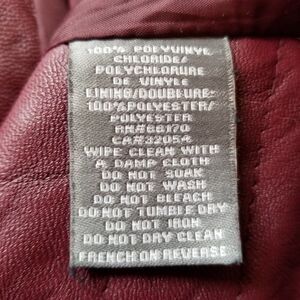 100% POLYVINYL
CHLORIDE/
POLYCHLORURE
DE VINYLE
LINING/DOUBLURE:
100%POLYESTER/
POLYESTER
RN#66170
CA#32054
WIPE CLEAN WITH
A DAMP CLOTH
DO NOT SOAK
DO NOT WASH
DO NOT BLEACH
DO NOT TUMBLE DRY
DO NOT IRON
DO NOT DRY CLEAN
FRENCH ON REVERSE